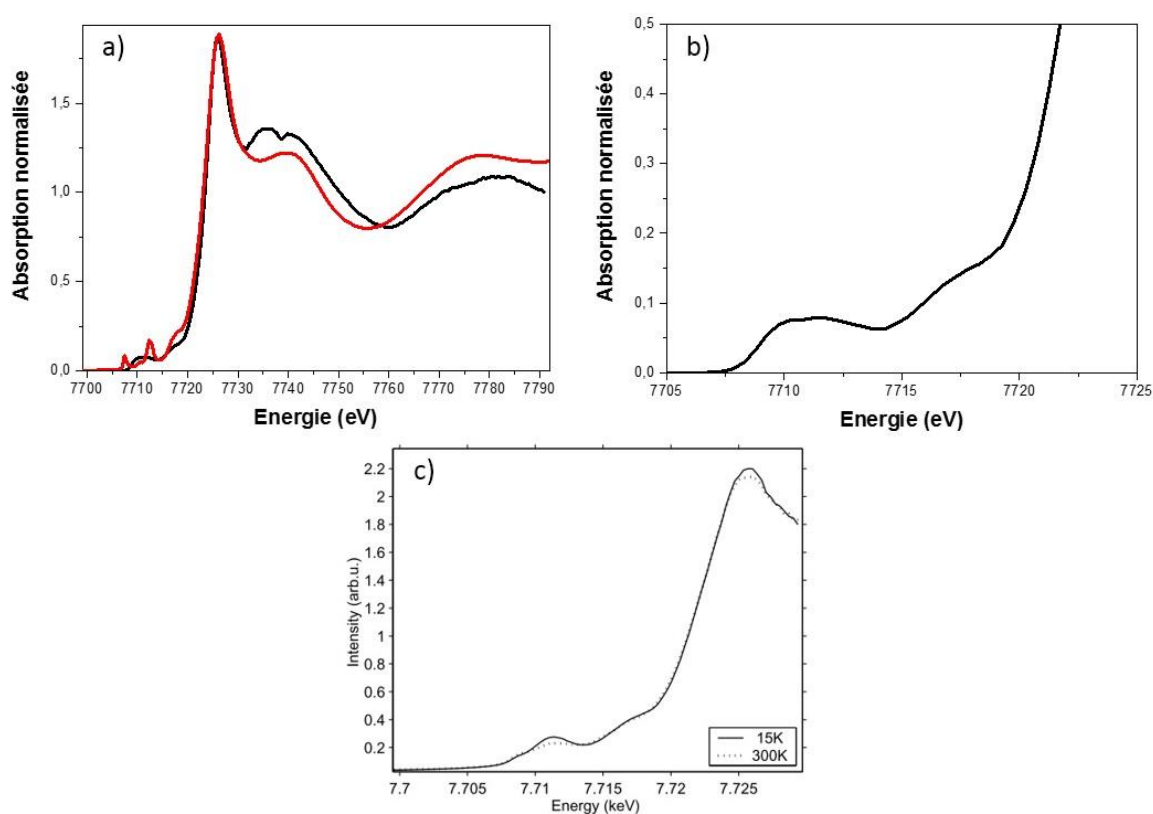 a)
Absorption normalisée
1,5
1,0
0,5
0,0
7700 7710 7720 7730 7740 7750 7760 7770 7780 7790
Energie (eV)
b)
Absorption normalisée
0,5
0,4
0,3
0,2
0,1
0,0
7705 7710 7715 7720 7725
Energie (eV)
c)
Intensity (arb.u.)
2.2
2
1.8
1.6
1.4
1.2
1
0.8
0.6
0.4
0.2
15K
300K
7.7 7.705 7.71 7.715 7.72 7.725
Energy (keV)